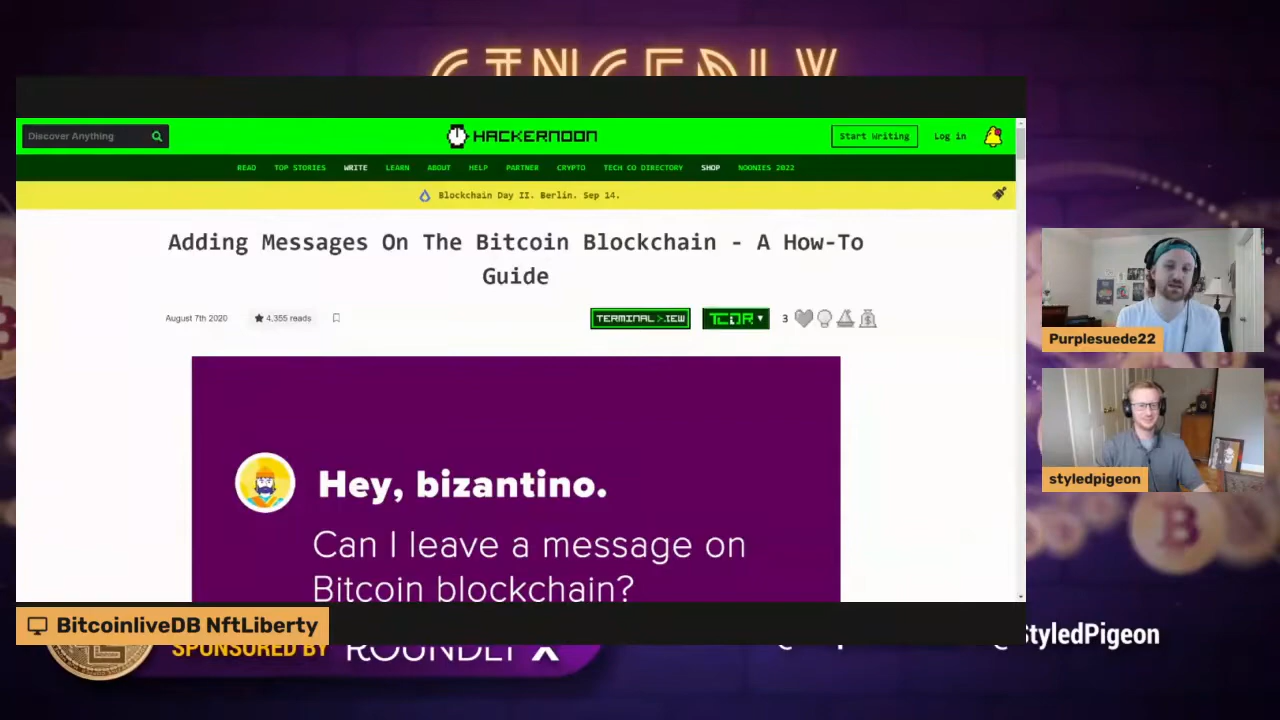 Discover Anything
HACKERNOON
Start Writing
Log in
READ TOP STORIES WRITE LEARN ABOUT HELP PARTNER CRYPTO TECH CO DIRECTORY SHOP NOONIES 2022
Blockchain Day II. Berlin. Sep 14.
Adding Messages On The Bitcoin Blockchain - A How-To
Guide
August 7th 2020
4,355 reads
TERMINAL
3
Hey, bizantino.
Can I leave a message on
Bitcoin blockchain?
Purplesuede22
styledpigeon
BitcoinliveDB NftLiberty
SPONSORED BY
StyledPigeon